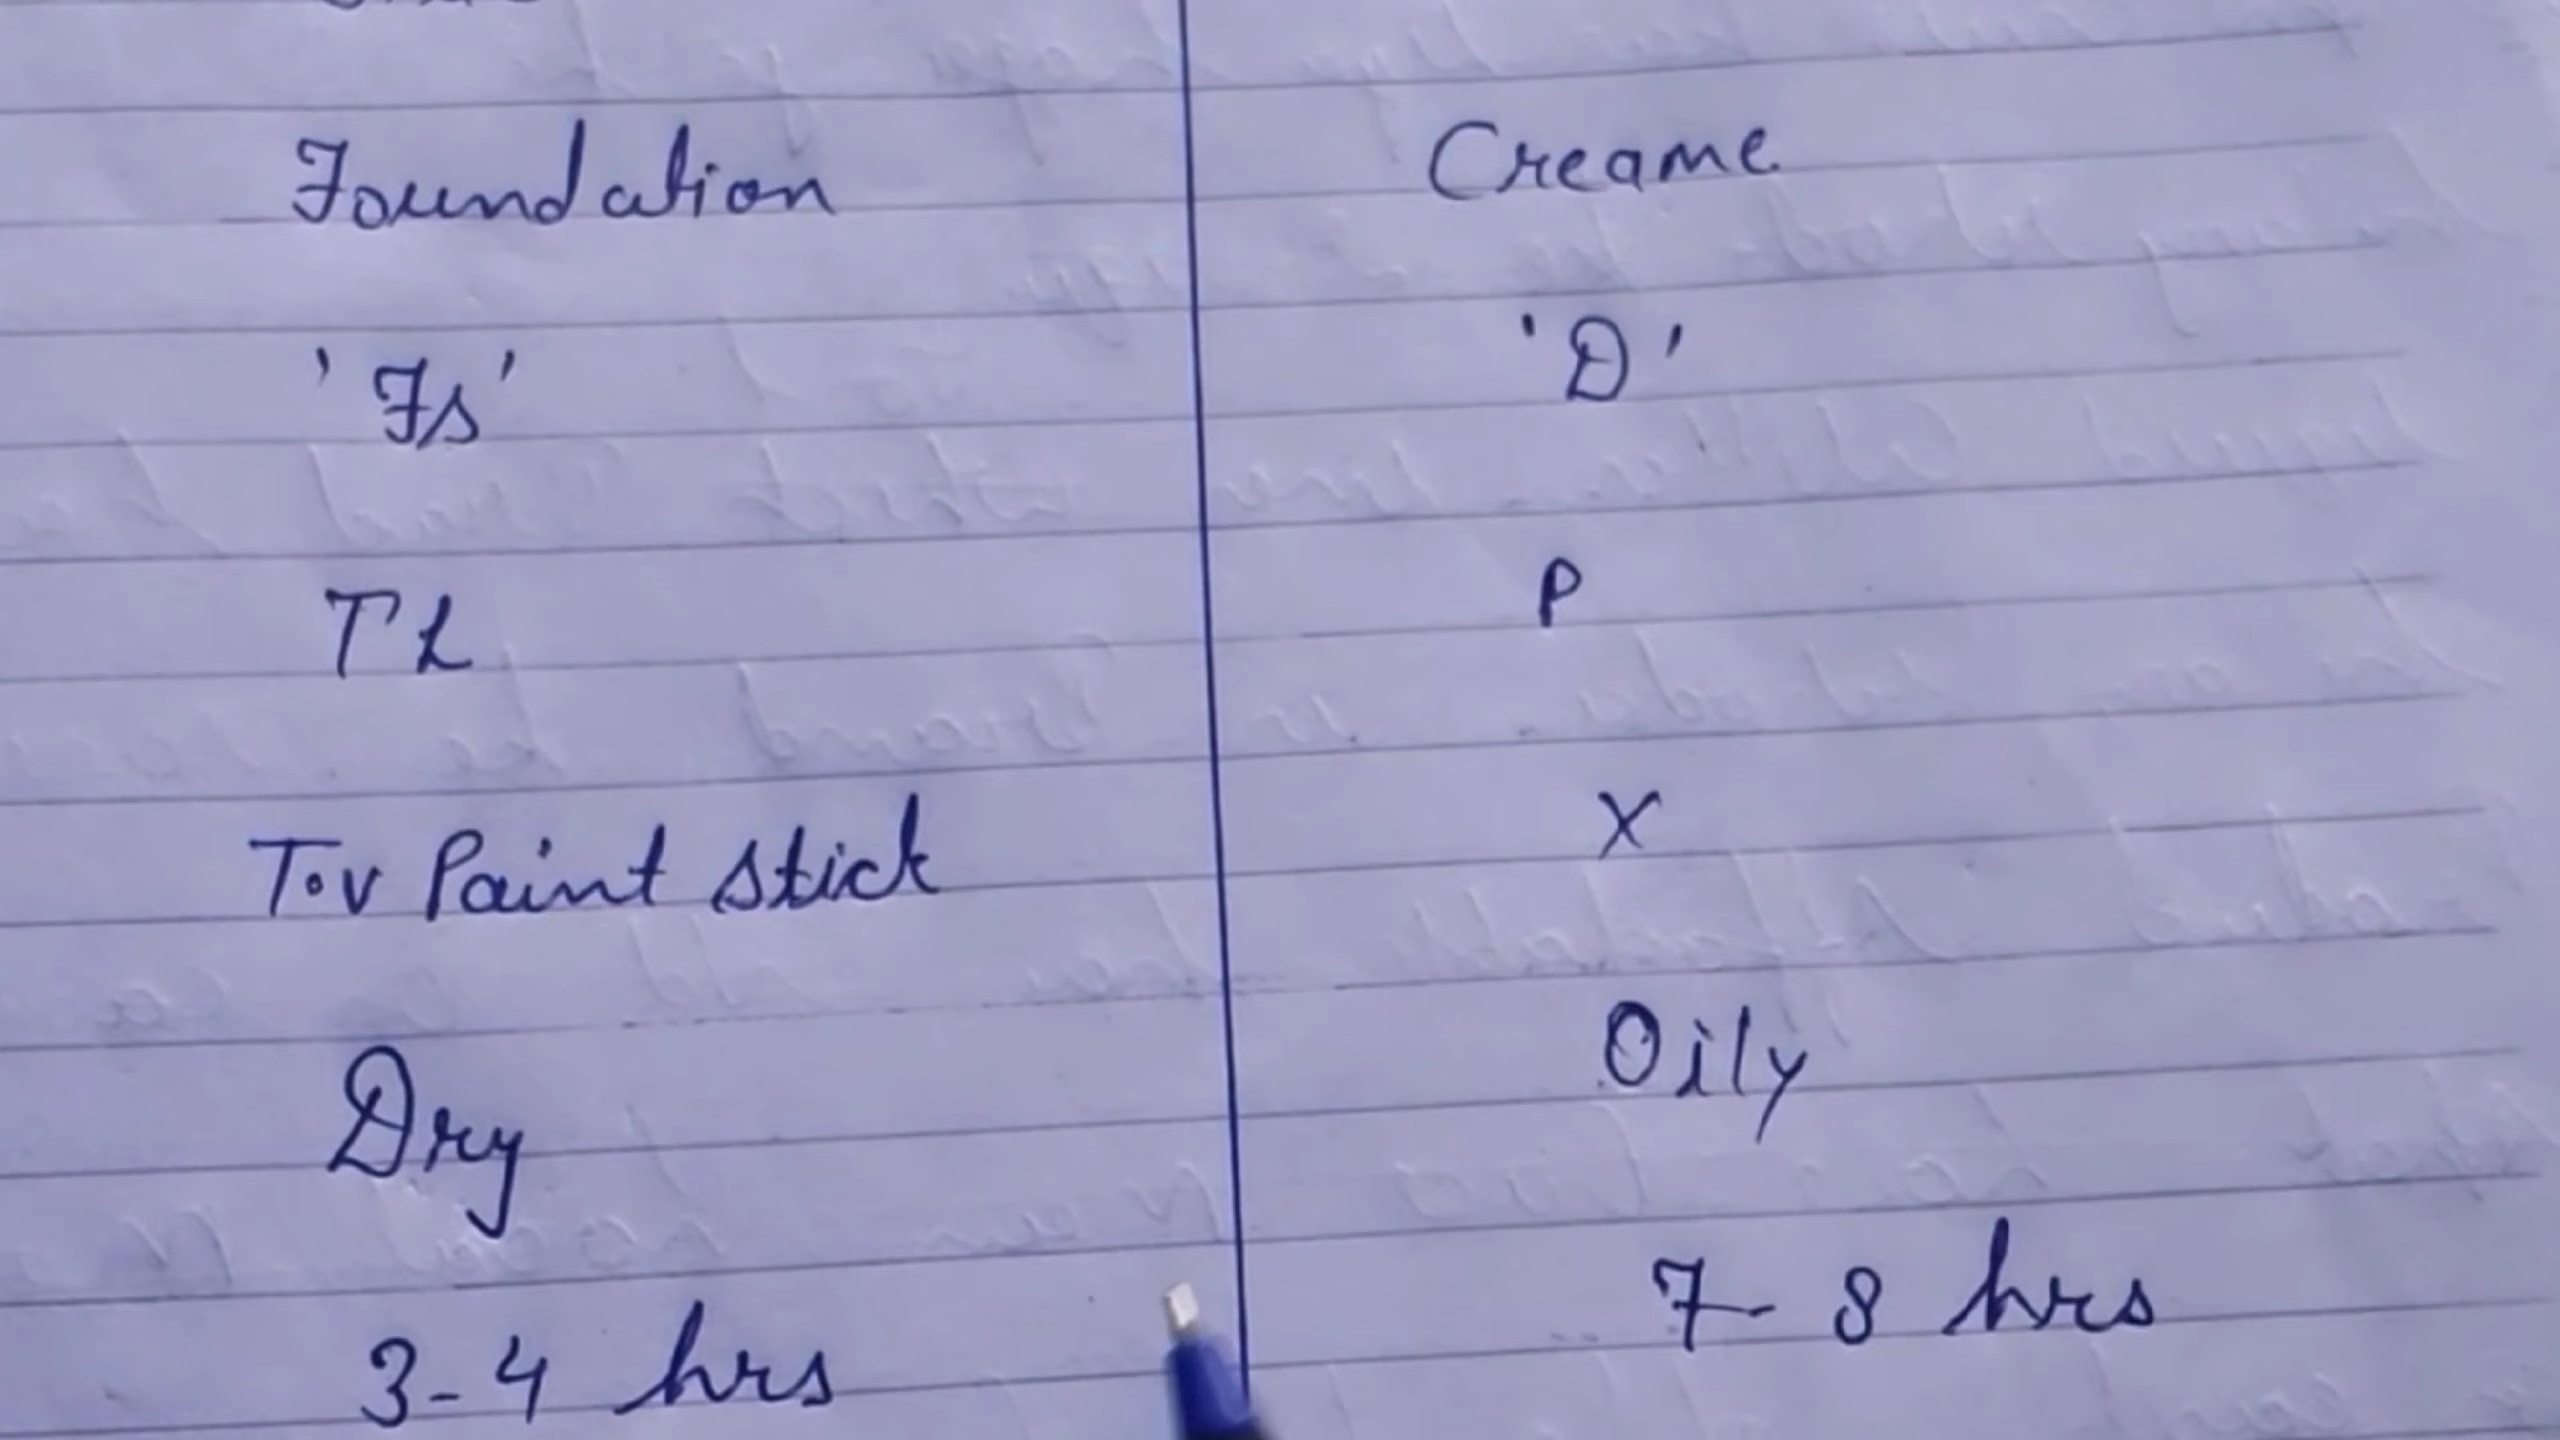 Foundation Creame
'Fs' 'D'
TL P
T.V Paint stick X
Dry Oily
3-4 hrs 7-8 hrs